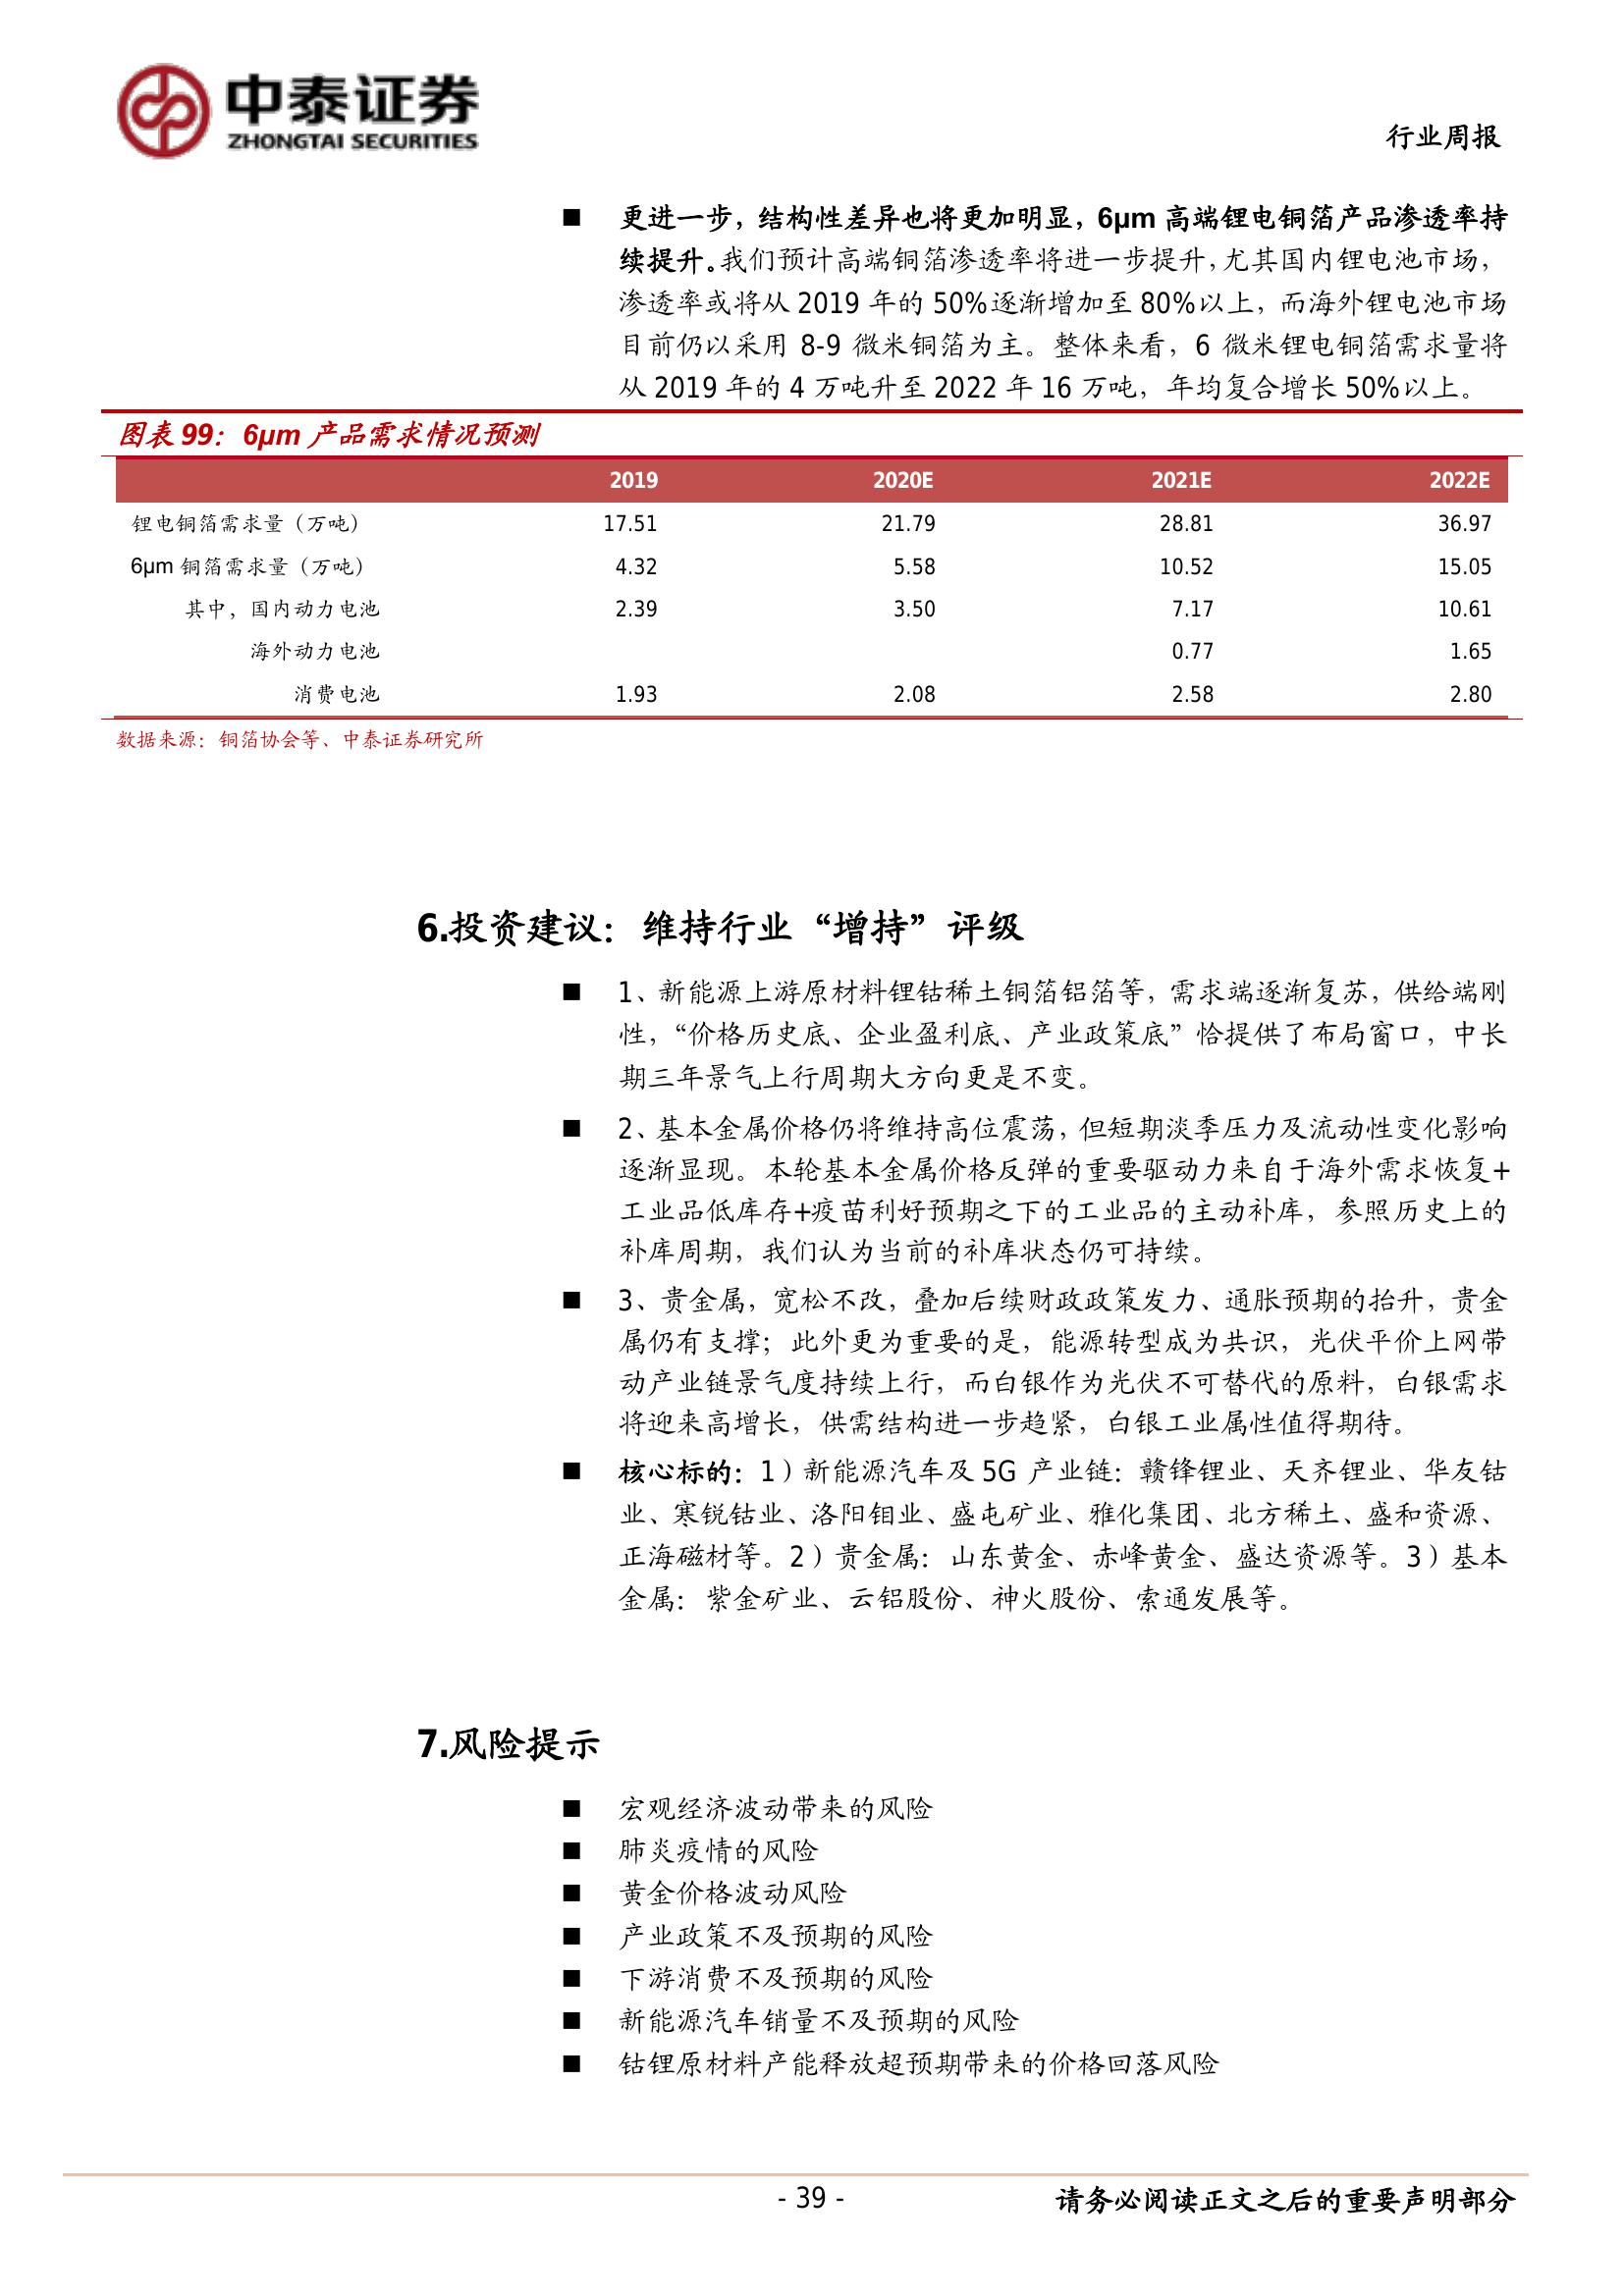 中泰证券
ZHONGTAI SECURITIES
行业周报
■ 更进一步，结构性差异也将更加明显，6μm 高端锂电铜箔产品渗透率持
续提升。我们预计高端铜箔渗透率将进一步提升，尤其国内锂电池市场，
渗透率或将从 2019 年的 50%逐渐增加至 80%以上，而海外锂电池市场
目前仍以采用 8-9 微米铜箔为主。整体来看，6 微米锂电铜箔需求量将
从 2019 年的 4 万吨升至 2022 年 16 万吨，年均复合增长 50%以上。
图表 99：6μm 产品需求情况预测
2019 2020E 2021E 2022E
锂电铜箔需求量（万吨） 17.51 21.79 28.81 36.97
6μm 铜箔需求量（万吨） 4.32 5.58 10.52 15.05
其中，国内动力电池 2.39 3.50 7.17 10.61
海外动力电池 0.77 1.65
消费电池 1.93 2.08 2.58 2.80
数据来源：铜箔协会等、中泰证券研究所
6.投资建议：维持行业“增持”评级
■ 1、新能源上游原材料锂钴稀土铜箔铝箔等，需求端逐渐复苏，供给端刚
性，“价格历史底、企业盈利底、产业政策底”恰提供了布局窗口，中长
期三年景气上行周期大方向更是不变。
■ 2、基本金属价格仍将维持高位震荡，但短期淡季压力及流动性变化影响
逐渐显现。本轮基本金属价格反弹的重要驱动力来自于海外需求恢复+
工业品低库存+疫苗利好预期之下的工业品的主动补库，参照历史上的
补库周期，我们认为当前的补库状态仍可持续。
■ 3、贵金属，宽松不改，叠加后续财政政策发力、通胀预期的抬升，贵金
属仍有支撑；此外更为重要的是，能源转型成为共识，光伏平价上网带
动产业链景气度持续上行，而白银作为光伏不可替代的原料，白银需求
将迎来高增长，供需结构进一步趋紧，白银工业属性值得期待。
■ 核心标的：1）新能源汽车及 5G 产业链：赣锋锂业、天齐锂业、华友钴
业、寒锐钴业、洛阳钼业、盛屯矿业、雅化集团、北方稀土、盛和资源、
正海磁材等。2）贵金属：山东黄金、赤峰黄金、盛达资源等。3）基本
金属：紫金矿业、云铝股份、神火股份、索通发展等。
7.风险提示
■ 宏观经济波动带来的风险
■ 肺炎疫情的风险
■ 黄金价格波动风险
■ 产业政策不及预期的风险
■ 下游消费不及预期的风险
■ 新能源汽车销量不及预期的风险
■ 钴锂原材料产能释放超预期带来的价格回落风险
- 39 -
请务必阅读正文之后的重要声明部分